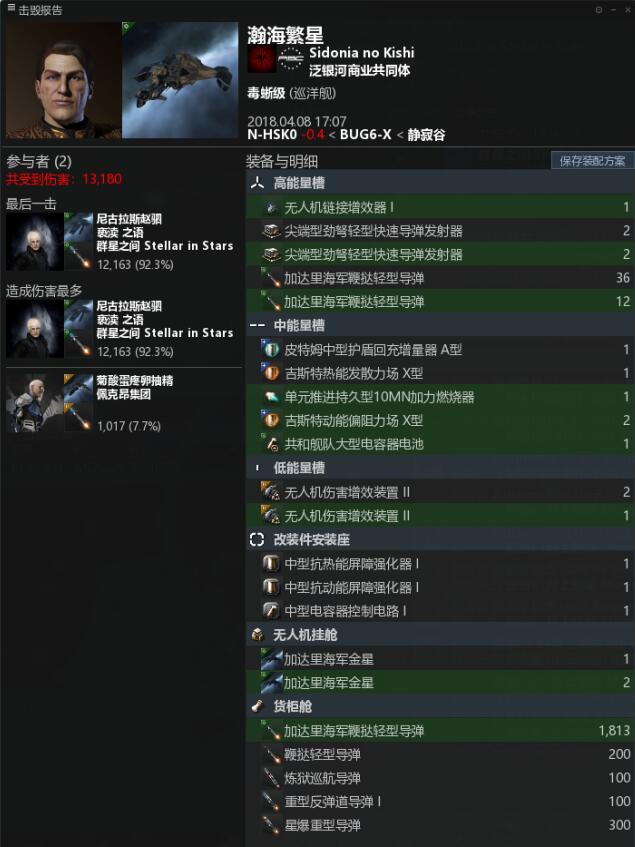 击毁报告
瀚海繁星
Sidonia no Kishi
泛银河商业共同体
毒蜥级 (巡洋舰)
2018.04.08 17:07
N-HSK0 -0.4 < BUG6-X < 静寂谷
参与者 (2)
共受到伤害：13,180
最后一击
尼古拉斯赵驷
亵渎 之语
群星之间 Stellar in Stars
12,163 (92.3%)
造成伤害最多
尼古拉斯赵驷
亵渎 之语
群星之间 Stellar in Stars
12,163 (92.3%)
菊酸蛋疼卵抽精
佩克昂集团
1,017 (7.7%)
装备与明细
保存装配方案
高能量槽
无人机链接增效器 I 1
尖端型劲弩轻型快速导弹发射器 2
尖端型劲弩轻型快速导弹发射器 2
加达里海军鞭挞轻型导弹 36
加达里海军鞭挞轻型导弹 12
中能量槽
皮特姆中型护盾回充增量器 A型 1
吉斯特热能发散力场 X型 1
单元推进持久型10MN加力燃烧器 1
吉斯特动能偏阻力场 X型 2
共和舰队大型电容器电池 1
低能量槽
无人机伤害增效装置 II 2
无人机伤害增效装置 II 1
改装件安装座
中型抗热能屏障强化器 I 1
中型抗动能屏障强化器 I 1
中型电容器控制电路 I 1
无人机挂舱
加达里海军金星 1
加达里海军金星 2
货柜舱
加达里海军鞭挞轻型导弹 1,813
鞭挞轻型导弹 200
炼狱巡航导弹 100
重型反弹道导弹 I 100
星爆重型导弹 300